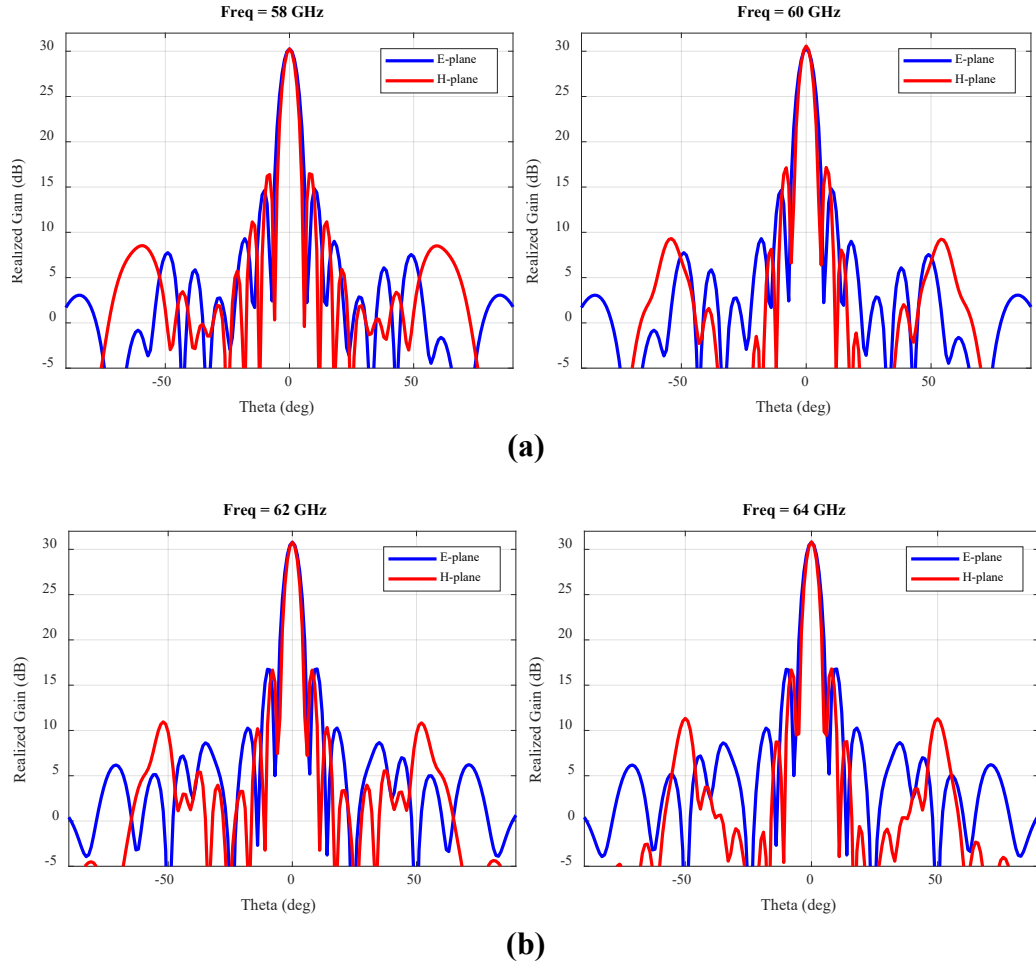 Freq = 58 GHz
Realized Gain (dB)
30
25
20
15
10
5
0
-5
E-plane
H-plane
-50
0
50
Theta (deg)
Freq = 60 GHz
Realized Gain (dB)
30
25
20
15
10
5
0
-5
E-plane
H-plane
-50
0
50
Theta (deg)
(a)
Freq = 62 GHz
Realized Gain (dB)
30
25
20
15
10
5
0
-5
E-plane
H-plane
-50
0
50
Theta (deg)
Freq = 64 GHz
Realized Gain (dB)
30
25
20
15
10
5
0
-5
E-plane
H-plane
-50
0
50
Theta (deg)
(b)